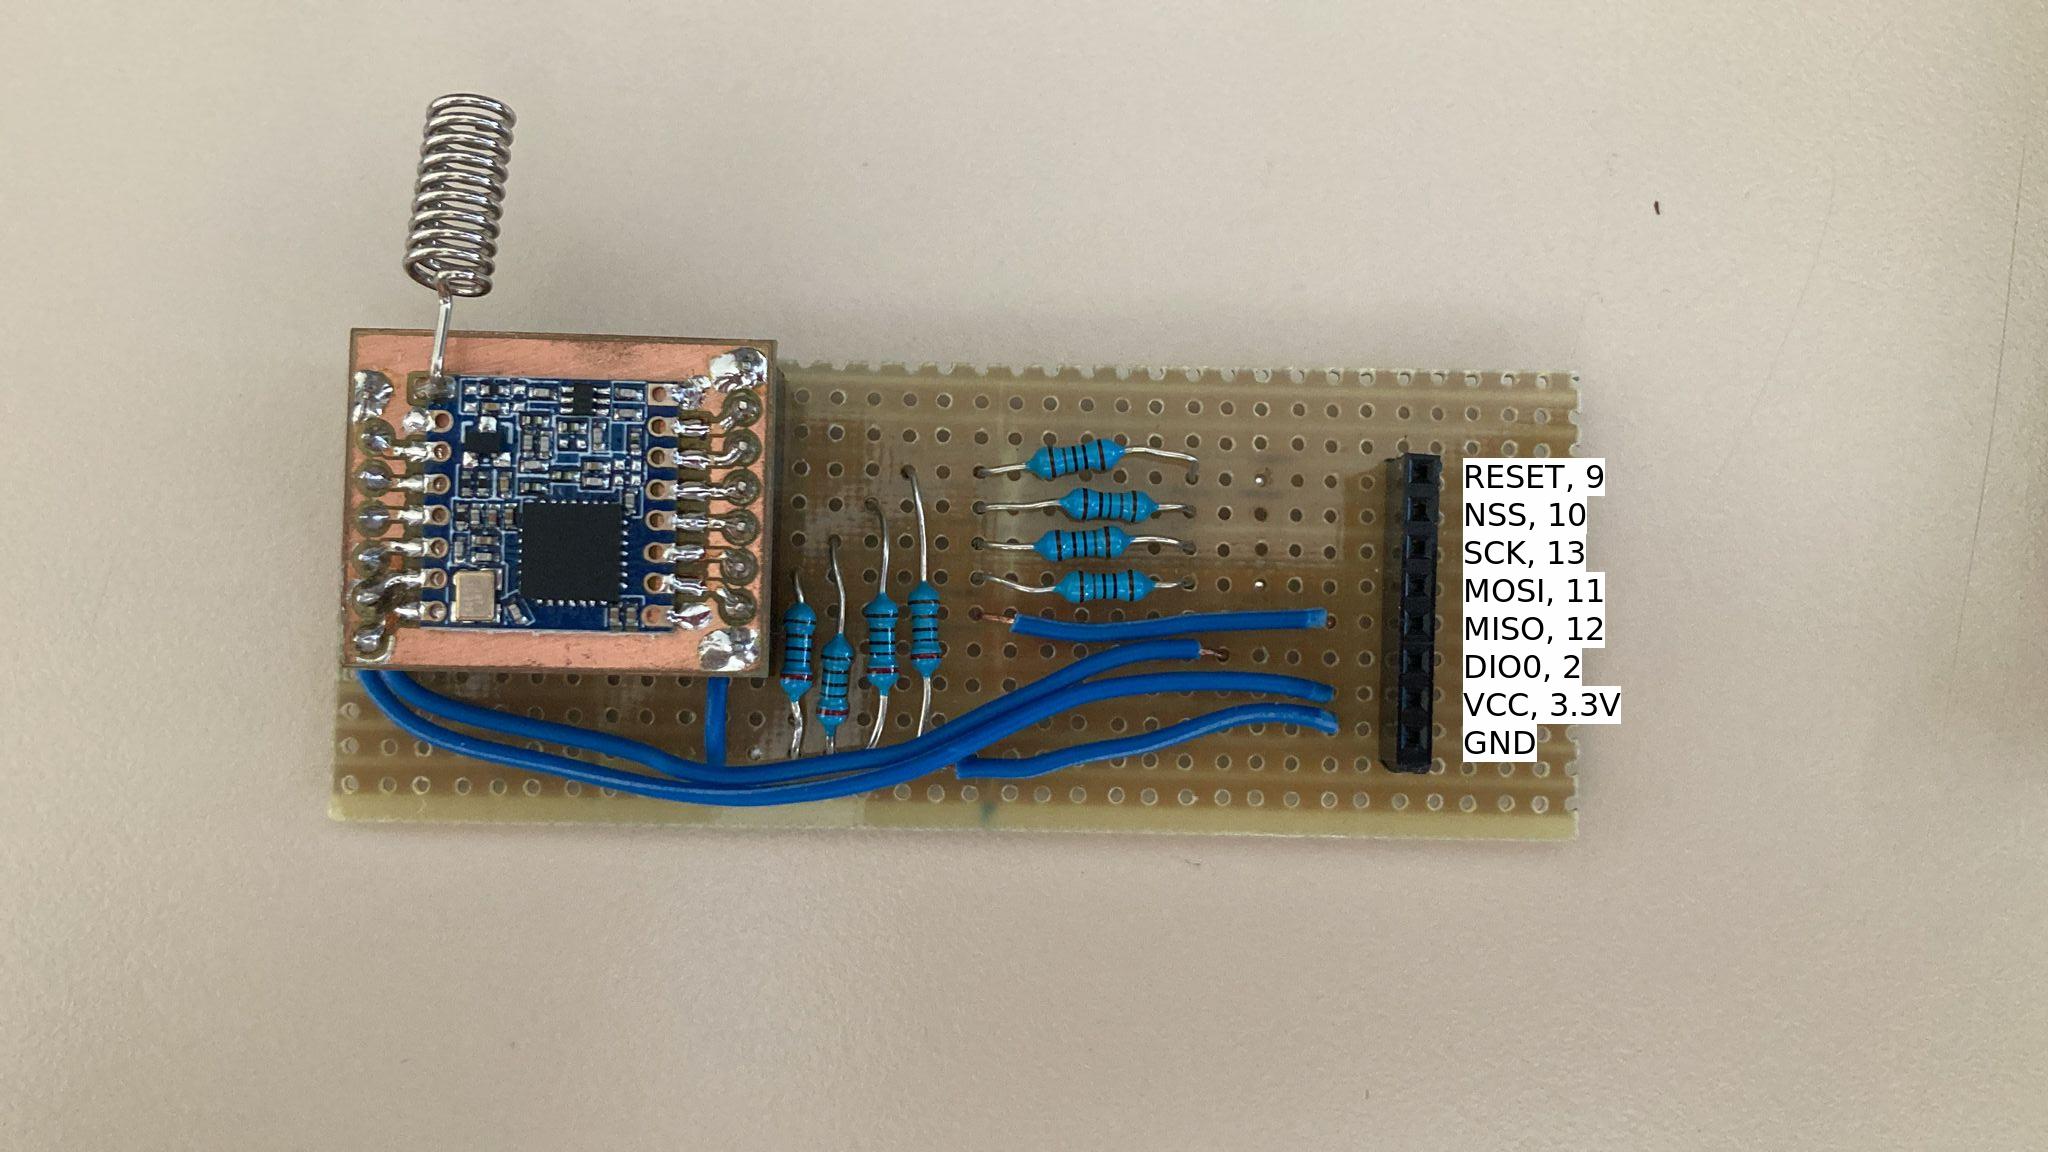 RESET, 9
NSS, 10
SCK, 13
MOSI, 11
MISO, 12
DIO0, 2
VCC, 3.3V
GND